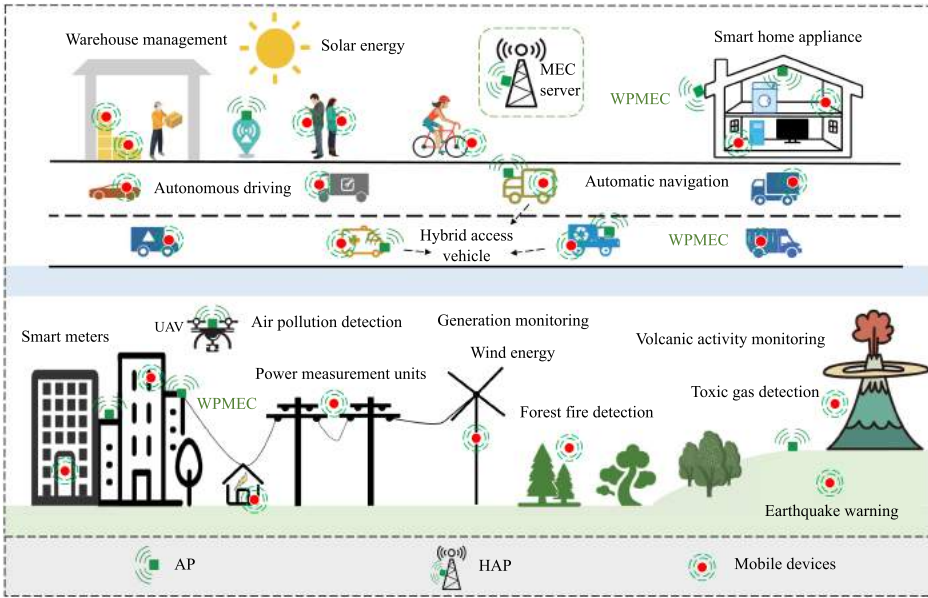 Warehouse management
Solar energy
MEC
server
Smart home appliance
WPMEC
Autonomous driving
Automatic navigation
Hybrid access
vehicle
WPMEC
UAV
Air pollution detection
Generation monitoring
Smart meters
Wind energy
Volcanic activity monitoring
Power measurement units
WPMEC
Forest fire detection
Toxic gas detection
Earthquake warning
AP
HAP
Mobile devices